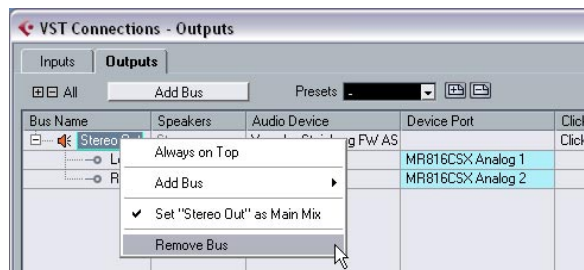 VST Connections - Outputs
Inputs Outputs
All Add Bus Presets -
Bus Name Speakers Audio Device Device Port Click
Stereo Out g FW AS Click
Always on Top
L MR816CSX Analog 1
Add Bus
R MR816CSX Analog 2
Set "Stereo Out" as Main Mix
Remove Bus